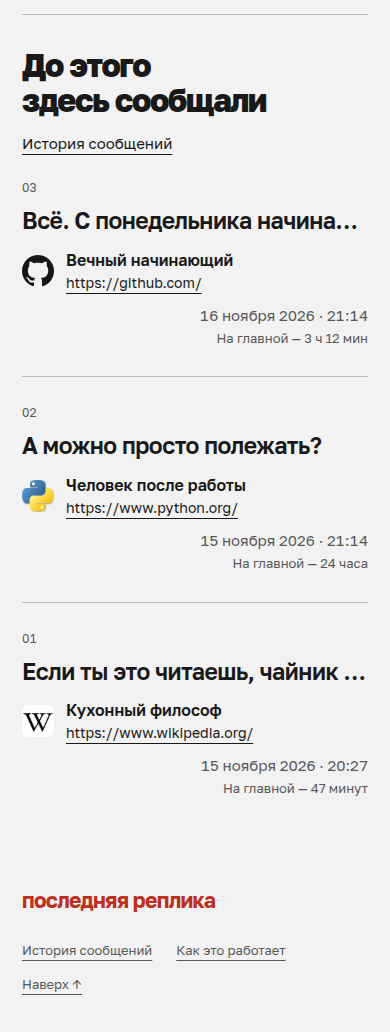 До этого
здесь сообщали
История сообщений
03
Всё. С понедельника начина…
Вечный начинающий
https://github.com/
16 ноября 2026 · 21:14
На главной — 3 ч 12 мин
02
А можно просто полежать?
Человек после работы
https://www.python.org/
15 ноября 2026 · 21:14
На главной — 24 часа
01
Если ты это читаешь, чайник …
W
Кухонный философ
https://www.wikipedia.org/
15 ноября 2026 · 20:27
На главной — 47 минут
последняя реплика
История сообщений Как это работает
Наверх ↑